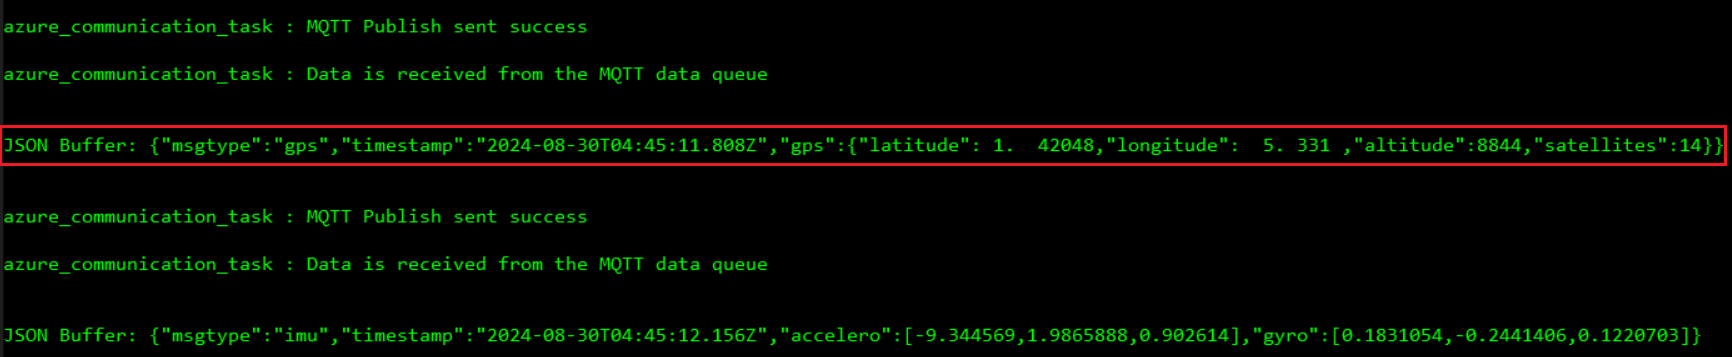 azure_communication_task : MQTT Publish sent success
azure_communication_task : Data is received from the MQTT data queue
JSON Buffer: {"msgtype":"gps","timestamp":"2024-08-30T04:45:11.808Z","gps":{"latitude": 1.  42048,"longitude":  5. 331 ,"altitude":8844,"satellites":14}}
azure_communication_task : MQTT Publish sent success
azure_communication_task : Data is received from the MQTT data queue
JSON Buffer: {"msgtype":"imu","timestamp":"2024-08-30T04:45:12.156Z","accelero":[-9.344569,1.9865888,0.902614],"gyro":[0.1831054,-0.2441406,0.1220703]}